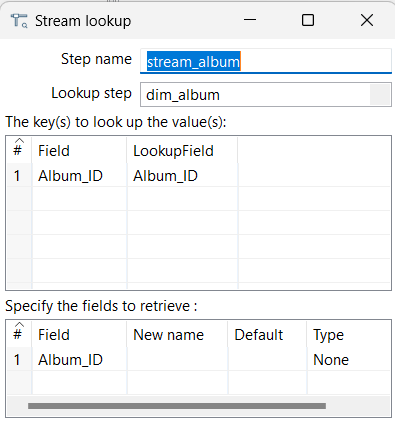 Stream lookup
Step name stream_album
Lookup step dim_album
The key(s) to look up the value(s):
# Field LookupField
1 Album_ID Album_ID
Specify the fields to retrieve :
# Field New name Default Type
1 Album_ID None